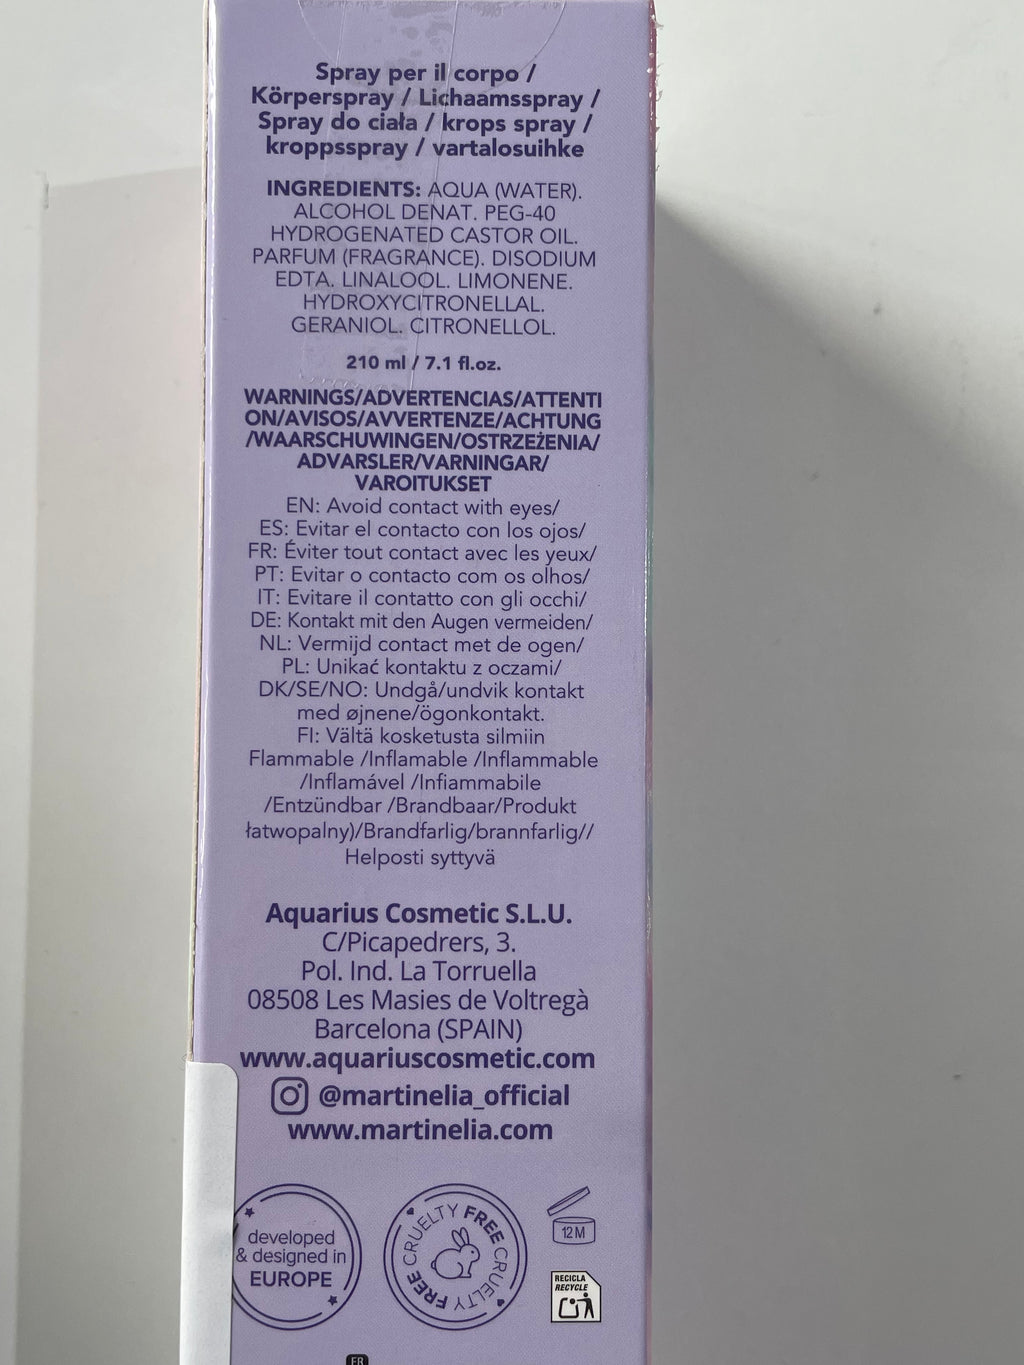 Spray per il corpo /
Körperspray / Lichaamsspray /
Spray do ciała / krops spray /
kroppsspray / vartalosuihke
INGREDIENTS: AQUA (WATER).
ALCOHOL DENAT. PEG-40
HYDROGENATED CASTOR OIL.
PARFUM (FRAGRANCE). DISODIUM
EDTA. LINALOOL. LIMONENE.
HYDROXYCITRONELLAL.
GERANIOL. CITRONELLOL.
210 ml / 7.1 fl.oz.
WARNINGS/ADVERTENCIAS/ATTENTI
ON/AVISOS/AVVERTENZE/ACHTUNG
/WAARSCHUWINGEN/OSTRZEŻENIA/
ADVARSLER/VARNINGAR/
VAROITUKSET
EN: Avoid contact with eyes/
ES: Evitar el contacto con los ojos/
FR: Éviter tout contact avec les yeux/
PT: Evitar o contacto com os olhos/
IT: Evitare il contatto con gli occhi/
DE: Kontakt mit den Augen vermeiden/
NL: Vermijd contact met de ogen/
PL: Unikać kontaktu z oczami/
DK/SE/NO: Undgå/undvik kontakt
med øjnene/ögonkontakt.
FI: Vältä kosketusta silmiin
Flammable /Inflamable /Inflammable
/Inflamável /Infiammabile
/Entzündbar /Brandbaar/Produkt
łatwopalny)/Brandfarlig/brannfarlig//
Helposti syttyvä
Aquarius Cosmetic S.L.U.
C/Picapedrers, 3.
Pol. Ind. La Torruella
08508 Les Masies de Voltregà
Barcelona (SPAIN)
www.aquariuscosmetic.com
@martinelia_official
www.martinelia.com
developed
& designed in
EUROPE
CRUELTY FREE CRUELTY FREE
12M
RECICLA
RECYCLE
FR